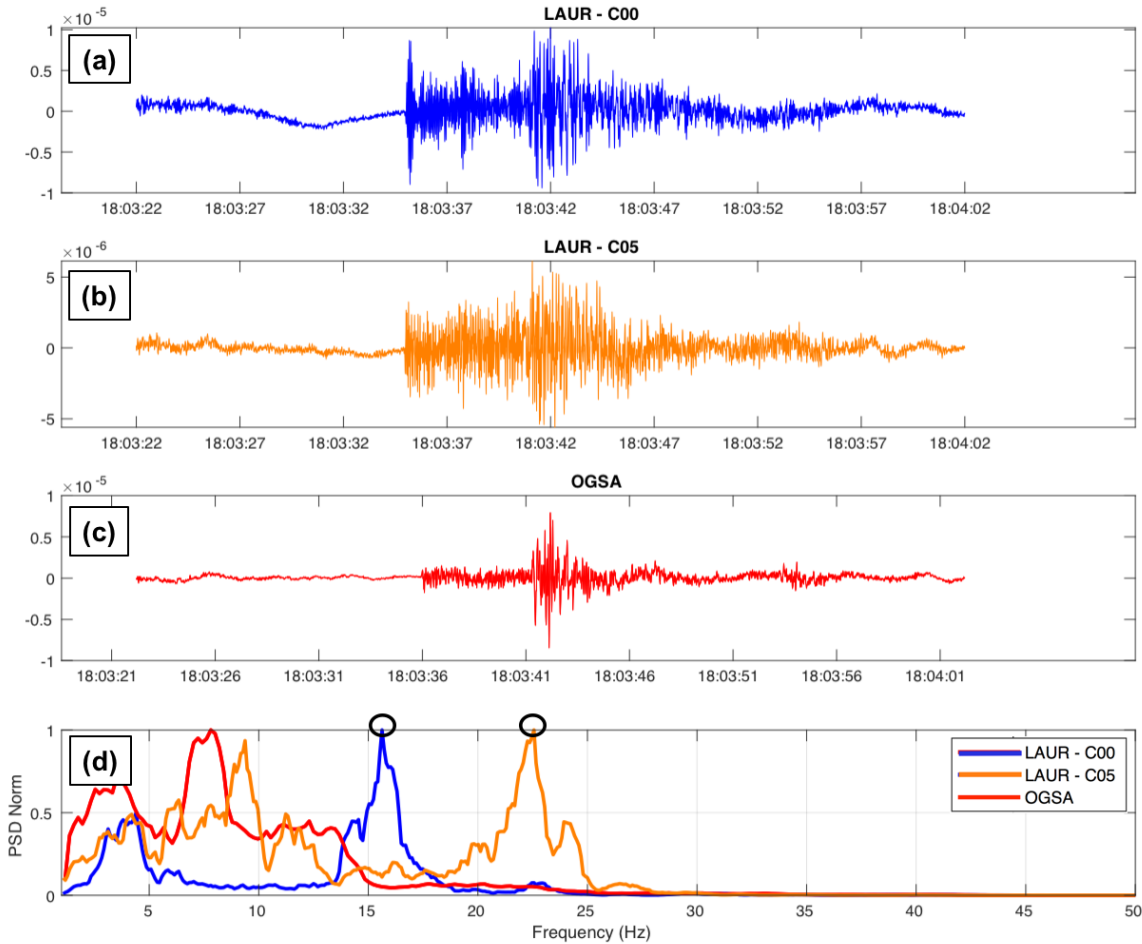 LAUR - C00
×10 -5
(a)
1
0.5
0
-0.5
-1
18:03:22 18:03:27 18:03:32 18:03:37 18:03:42 18:03:47 18:03:52 18:03:57 18:04:02
LAUR - C05
×10 -6
(b)
5
0
-5
18:03:22 18:03:27 18:03:32 18:03:37 18:03:42 18:03:47 18:03:52 18:03:57 18:04:02
OGSA
×10 -5
1
(c)
0.5
0
-0.5
-1
18:03:21 18:03:26 18:03:31 18:03:36 18:03:41 18:03:46 18:03:51 18:03:56 18:04:01
1
(d)
LAUR - C00
LAUR - C05
OGSA
0.5
0
PSD Norm
5 10 15 20 25 30 35 40 45 50
Frequency (Hz)